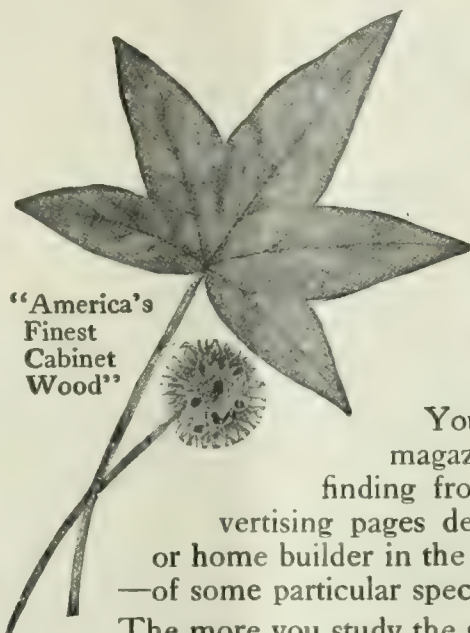 “America’s
Finest
Cabinet
Wood”
You
magaz
finding fro
vertising pages de
or home builder in the
—of some particular spec
The more you study the